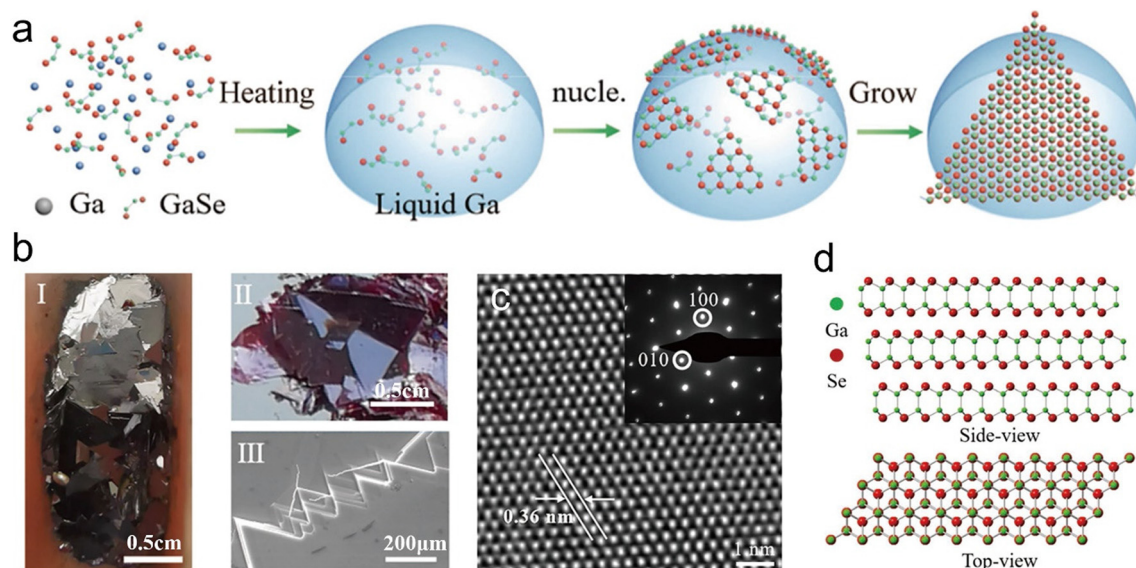 a
Heating
nucle.
Grow
Ga
GaSe
Liquid Ga
b
I
0.5cm
II
0.5cm
III
200μm
c
100
010
0.36 nm
1 nm
d
Ga
Se
Side-view
Top-view